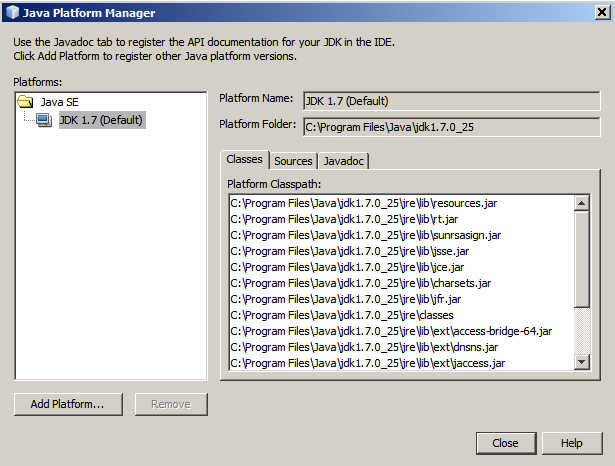 Java Platform Manager
Use the Javadoc tab to register the API documentation for your JDK in the IDE.
Click Add Platform to register other Java platform versions.
Platforms:
Java SE
JDK 1.7 (Default)
Platform Name: JDK 1.7 (Default)
Platform Folder: C:\Program Files\Java\jdk1.7.0_25
Classes Sources Javadoc
Platform Classpath:
C:\Program Files\Java\jdk1.7.0_25\jre\lib\resources.jar
C:\Program Files\Java\jdk1.7.0_25\jre\lib\rt.jar
C:\Program Files\Java\jdk1.7.0_25\jre\lib\sunrsasign.jar
C:\Program Files\Java\jdk1.7.0_25\jre\lib\jsse.jar
C:\Program Files\Java\jdk1.7.0_25\jre\lib\jce.jar
C:\Program Files\Java\jdk1.7.0_25\jre\lib\charsets.jar
C:\Program Files\Java\jdk1.7.0_25\jre\lib\jfr.jar
C:\Program Files\Java\jdk1.7.0_25\jre\classes
C:\Program Files\Java\jdk1.7.0_25\jre\lib\ext\access-bridge-64.jar
C:\Program Files\Java\jdk1.7.0_25\jre\lib\ext\dnsns.jar
C:\Program Files\Java\jdk1.7.0_25\jre\lib\ext\jaccess.jar
Add Platform... Remove
Close Help